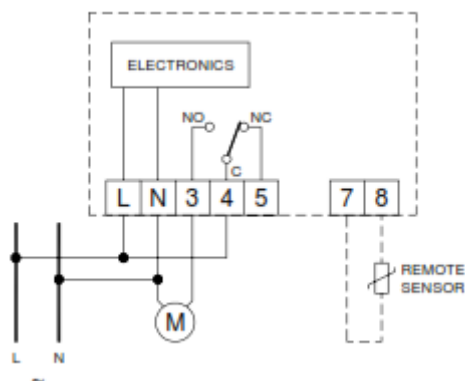 ELECTRONICS
NO NC
C
L N 3 4 5 7 8
REMOTE
SENSOR
M
L N